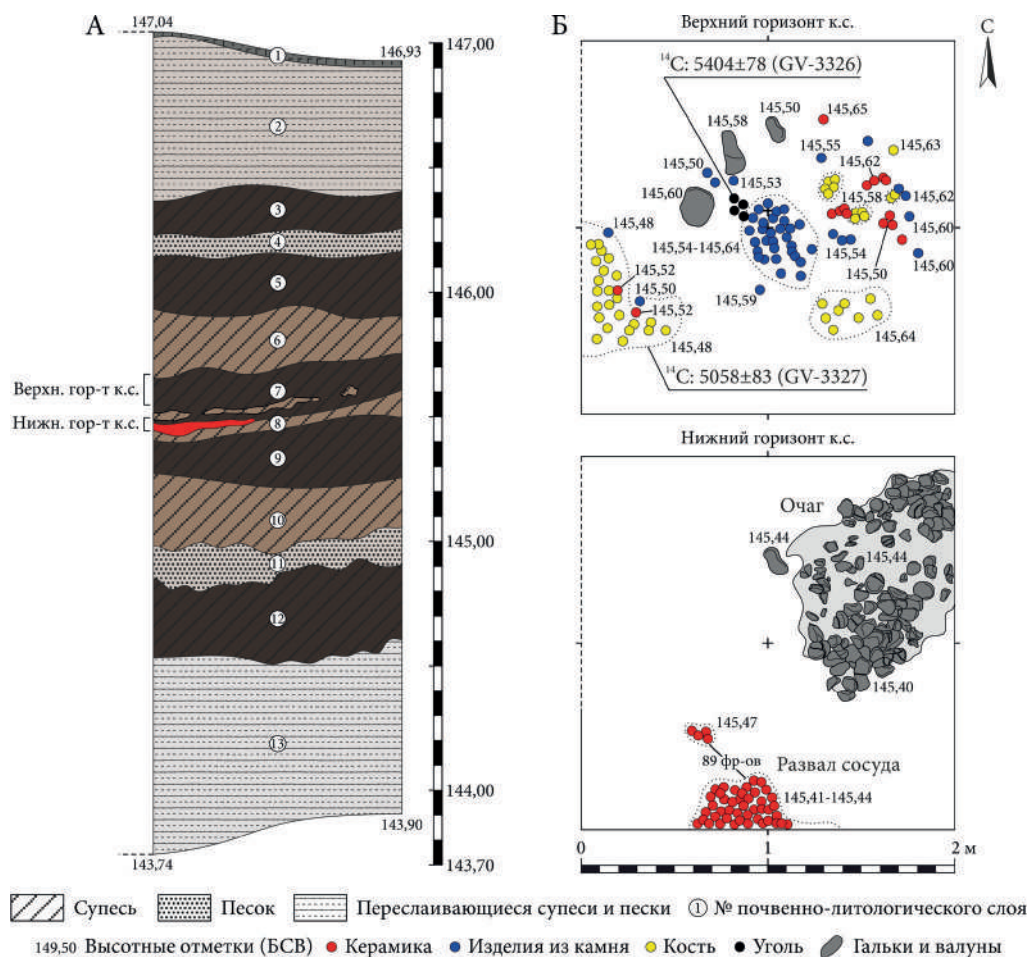 А
147,04
146,93
147,00
146,00
145,00
144,00
143,90
143,74
143,70
1
2
3
4
5
6
7
8
9
10
11
12
13
Верхн. гор-т к.с.
Нижн. гор-т к.с.
Б
Верхний горизонт к.с.
С
¹⁴C: 5404±78 (GV-3326)
145,50
145,65
145,58
145,55
145,63
145,50
145,62
145,53
145,60
145,58
145,62
145,48
145,60
145,54-145,64
145,54
145,52
145,50
145,60
145,50
145,59
145,52
145,64
145,48
¹⁴C: 5058±83 (GV-3327)
Нижний горизонт к.с.
Очаг
145,44
145,44
145,40
145,47
89 фр-ов
Развал сосуда
145,41-145,44
0
2 м
Супесь
Песок
Переслаивающиеся супеси и пески
1 № почвенно-литологического слоя
149,50 Высотные отметки (БСВ)
Керамика
Изделия из камня
Кость
Уголь
Гальки и валуны